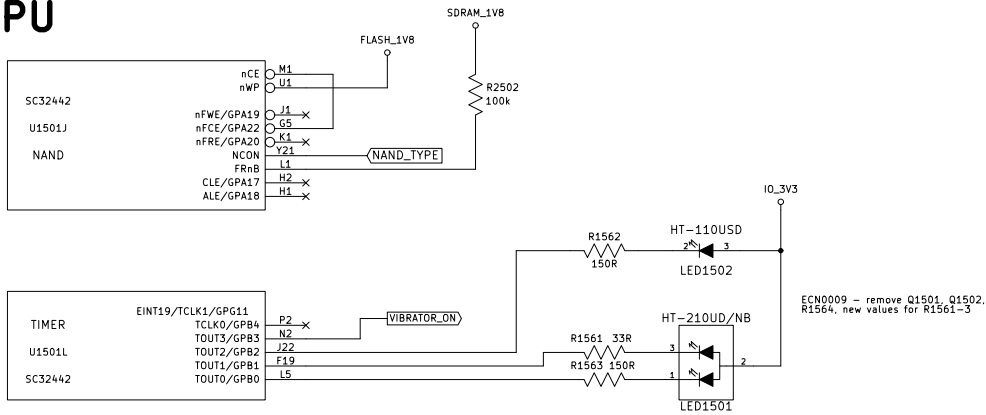 PU
SDRAM_1V8
FLASH_1V8
nCE M1
nWP U1
R2502
100k
SC32442
nFWE/GPA19 J1
U1501J
nFCE/GPA22 G5
nFRE/GPA20 K1
NAND
NCON Y21
NAND_TYPE
FRnB L1
CLE/GPA17 H2
ALE/GPA18 H1
IO_3V3
HT-110USD
R1562
2 3
150R
LED1502
ECN0009 - remove Q1501, Q1502,
R1564, new values for R1561-3
EINT19/TCLK1/GPG11
HT-210UD/NB
TIMER
TCLK0/GPB4 P2
VIBRATOR_ON
TOUT3/GPB3 N2
R1561 33R
U1501L
TOUT2/GPB2 J22
3
TOUT1/GPB1 F19
R1563 150R
2
SC32442
TOUT0/GPB0 L5
1
LED1501